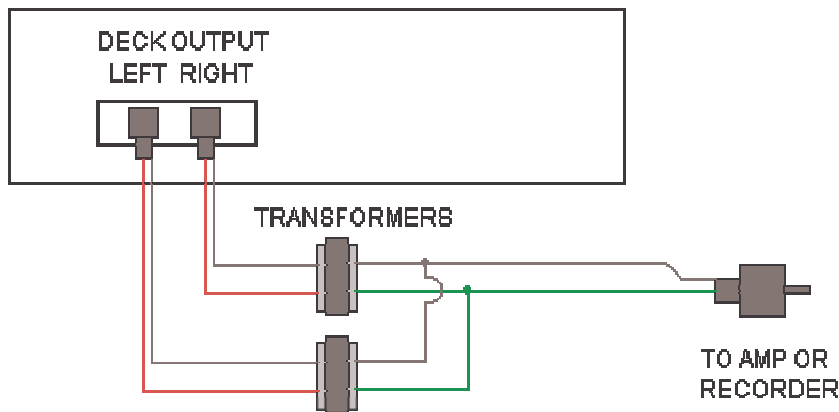 DECK OUTPUT
LEFT RIGHT
TRANSFORMERS
TO AMP OR
RECORDER